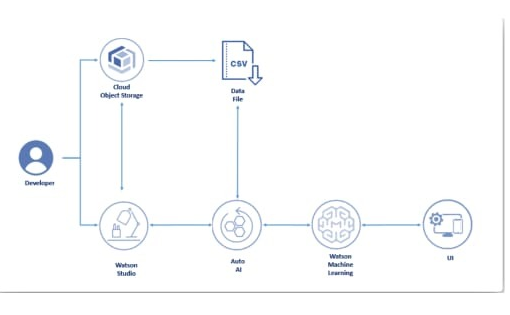 CSV
Cloud
Object Storage
Data
File
Developer
Watson
Studio
Auto
AI
Watson
Machine
Learning
UI